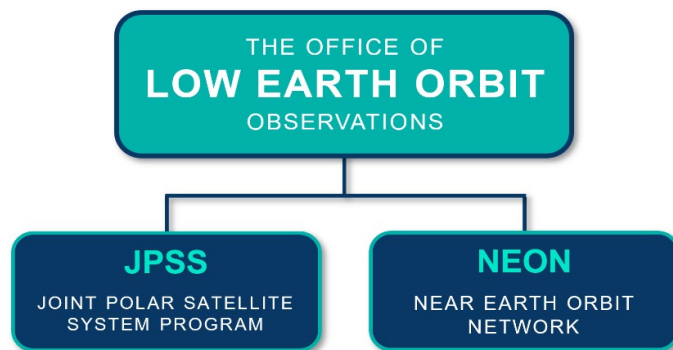 THE OFFICE OF
LOW EARTH ORBIT
OBSERVATIONS
JPSS
JOINT POLAR SATELLITE
SYSTEM PROGRAM
NEON
NEAR EARTH ORBIT
NETWORK